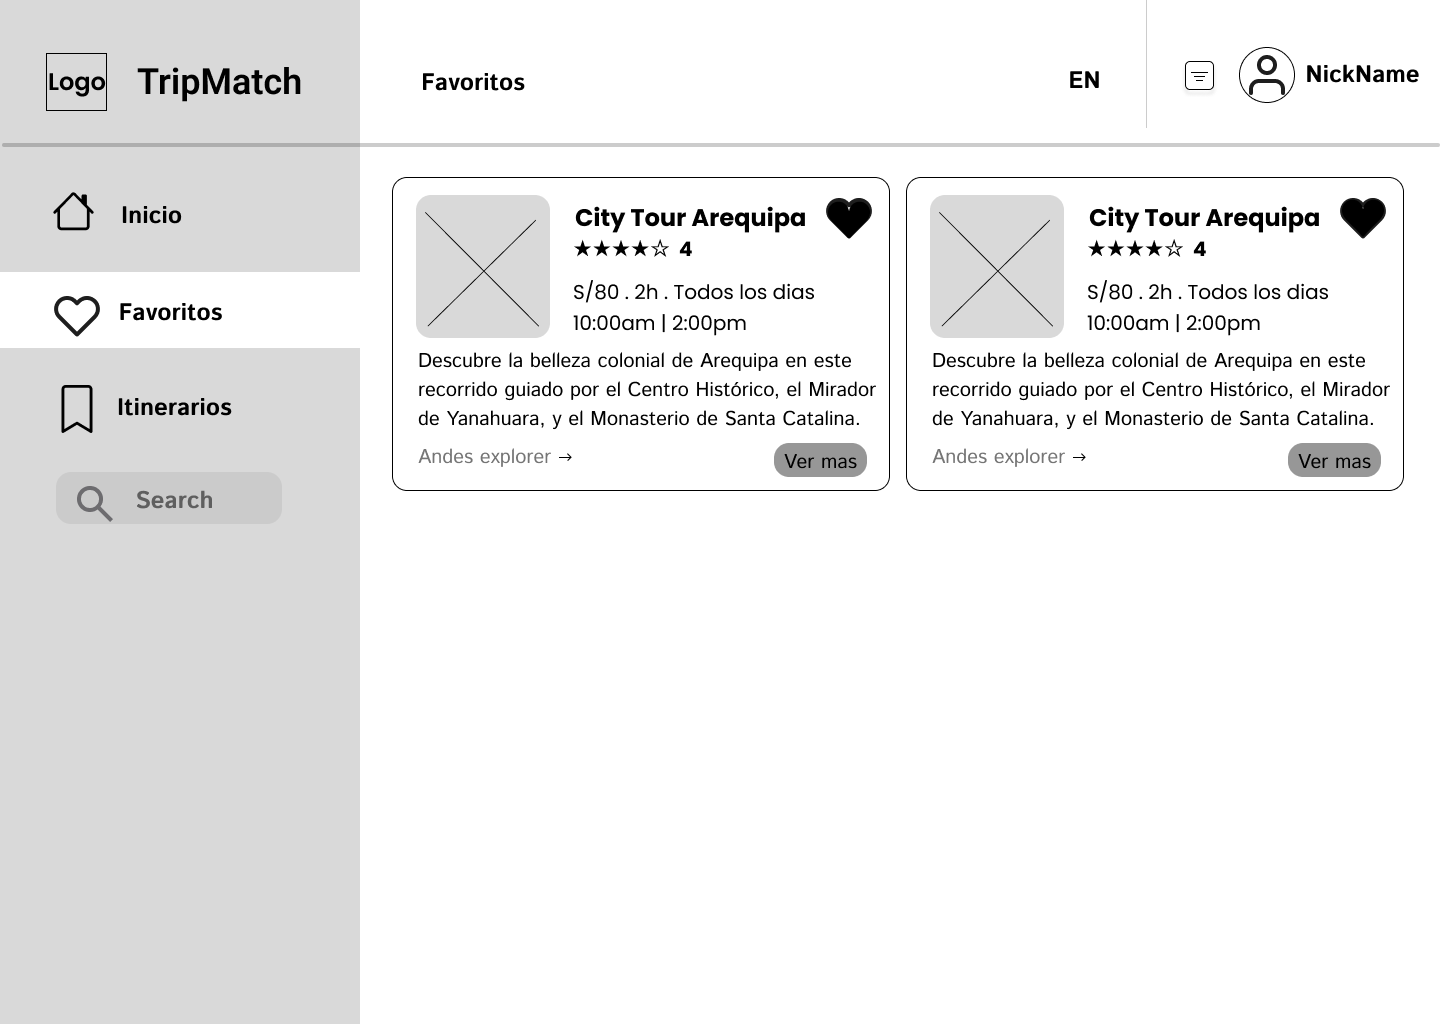 Logo
TripMatch
Favoritos
EN
NickName
Inicio
Favoritos
Itinerarios
Search
City Tour Arequipa
★★★★☆ 4
S/80 . 2h . Todos los dias
10:00am | 2:00pm
Descubre la belleza colonial de Arequipa en este
recorrido guiado por el Centro Histórico, el Mirador
de Yanahuara, y el Monasterio de Santa Catalina.
Andes explorer →
Ver mas
City Tour Arequipa
★★★★☆ 4
S/80 . 2h . Todos los dias
10:00am | 2:00pm
Descubre la belleza colonial de Arequipa en este
recorrido guiado por el Centro Histórico, el Mirador
de Yanahuara, y el Monasterio de Santa Catalina.
Andes explorer →
Ver mas